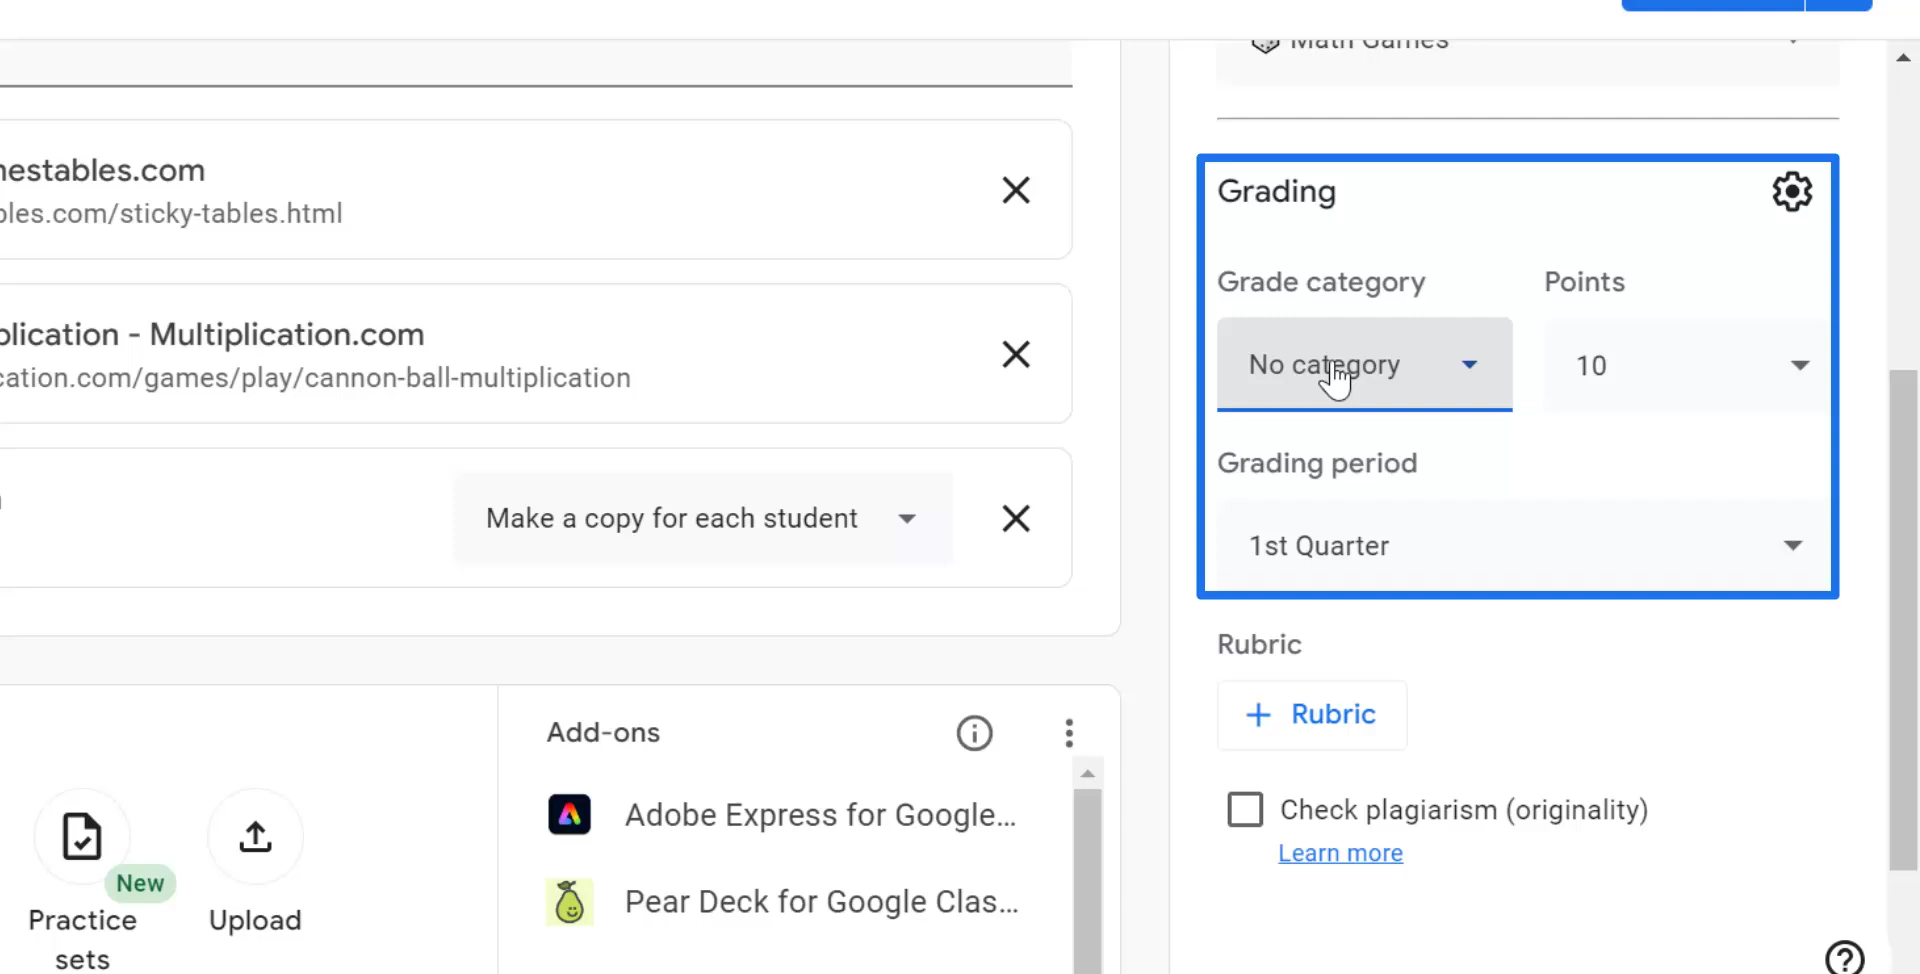 Math Games
nestables.com
bles.com/sticky-tables.html
plication - Multiplication.com
cation.com/games/play/cannon-ball-multiplication
Make a copy for each student
Grading
Grade category
Points
No category
10
Grading period
1st Quarter
Rubric
+ Rubric
Check plagiarism (originality)
Learn more
Add-ons
Adobe Express for Google...
Pear Deck for Google Clas...
New
Practice
sets
Upload